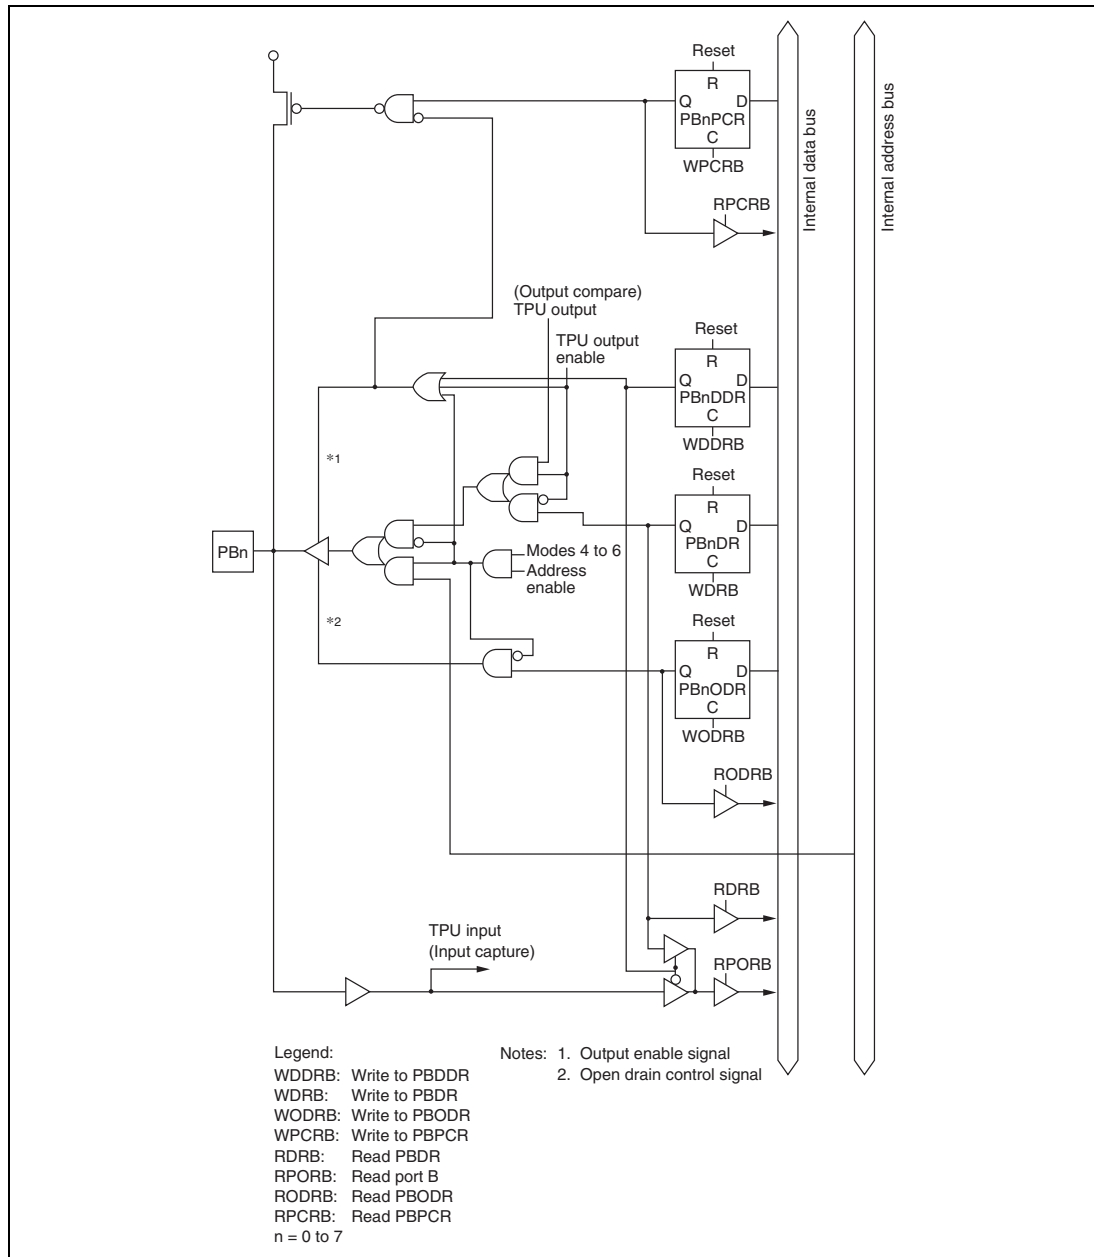 Reset
R
Q D
PBnPCR
C
WPCRB
RPCRB
Internal data bus
Internal address bus
(Output compare)
TPU output
TPU output
enable
Reset
R
Q D
PBnDDR
C
WDDRB
*1
Reset
R
Q D
PBnDR
C
WDRB
PBn
Modes 4 to 6
Address
enable
*2
Reset
R
Q D
PBnODR
C
WODRB
RODRB
RDRB
TPU input
(Input capture)
RPORB
Legend:
WDDRB: Write to PBDDR
WDRB: Write to PBDR
WODRB: Write to PBODR
WPCRB: Write to PBPCR
RDRB: Read PBDR
RPORB: Read port B
RODRB: Read PBODR
RPCRB: Read PBPCR
n = 0 to 7
Notes: 1. Output enable signal
2. Open drain control signal